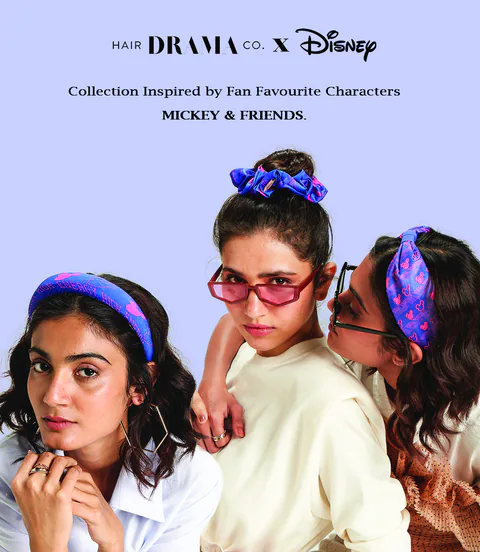 HAIR DRAMA CO. X Disney
Collection Inspired by Fan Favourite Characters
MICKEY & FRIENDS.